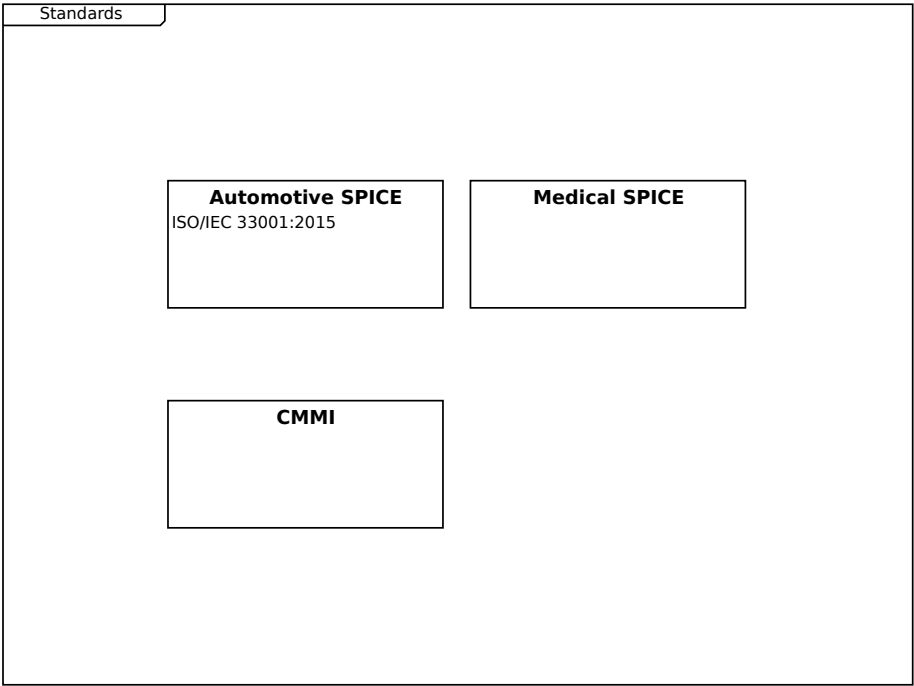 Standards
Automotive SPICE
ISO/IEC 33001:2015
Medical SPICE
CMMI